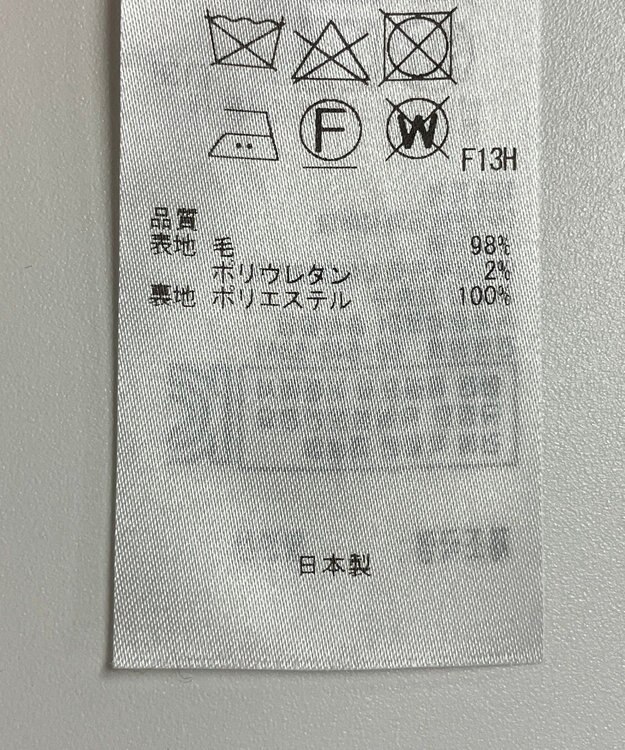 F W F13H
品質
表地 毛 98%
ポリウレタン 2%
裏地 ポリエステル 100%
日本製